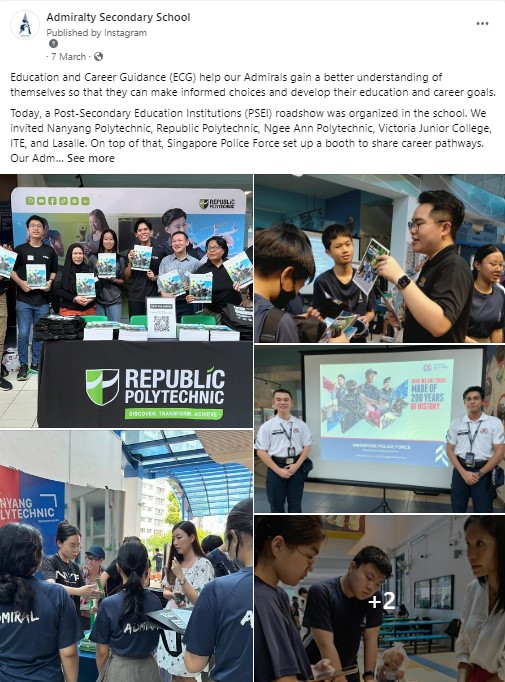 Admiralty Secondary School
Published by Instagram
· 7 March ·
Education and Career Guidance (ECG) help our Admirals gain a better understanding of
themselves so that they can make informed choices and develop their education and career goals.
Today, a Post-Secondary Education Institutions (PSEI) roadshow was organized in the school. We
invited Nanyang Polytechnic, Republic Polytechnic, Ngee Ann Polytechnic, Victoria Junior College,
ITE, and Lasalle. On top of that, Singapore Police Force set up a booth to share career pathways.
Our Adm... See more
REPUBLIC
POLYTECHNIC
REPUBLIC
POLYTECHNIC
DISCOVER. TRANSFORM. ACHIEVE
MADE OF
200 YEARS
OF HISTORY.
SINGAPORE POLICE FORCE
NYANG
LYTECHNIC
ADMIRAL
ADMIRAL
A
+2